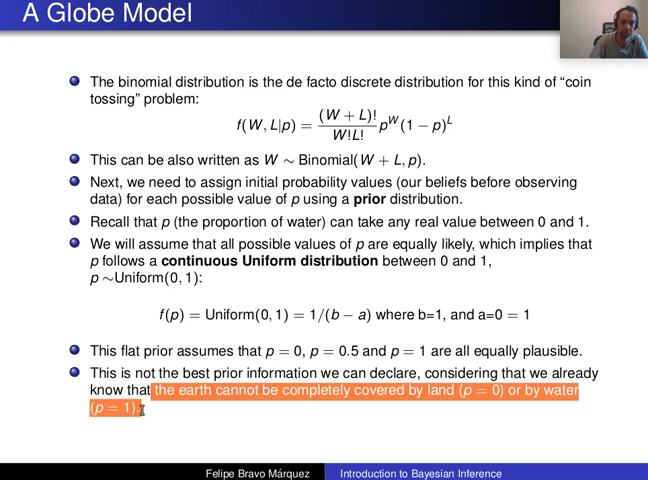 A Globe Model
The binomial distribution is the de facto discrete distribution for this kind of “coin
tossing” problem:
f(W, L|p) = (W + L)! / W!L! p^W (1 − p)^L
This can be also written as W ∼ Binomial(W + L, p).
Next, we need to assign initial probability values (our beliefs before observing
data) for each possible value of p using a prior distribution.
Recall that p (the proportion of water) can take any real value between 0 and 1.
We will assume that all possible values of p are equally likely, which implies that
p follows a continuous Uniform distribution between 0 and 1,
p ∼Uniform(0, 1):
f(p) = Uniform(0, 1) = 1/(b − a) where b=1, and a=0 = 1
This flat prior assumes that p = 0, p = 0.5 and p = 1 are all equally plausible.
This is not the best prior information we can declare, considering that we already
know that the earth cannot be completely covered by land (p = 0) or by water
(p = 1).
Felipe Bravo Márquez Introduction to Bayesian Inference